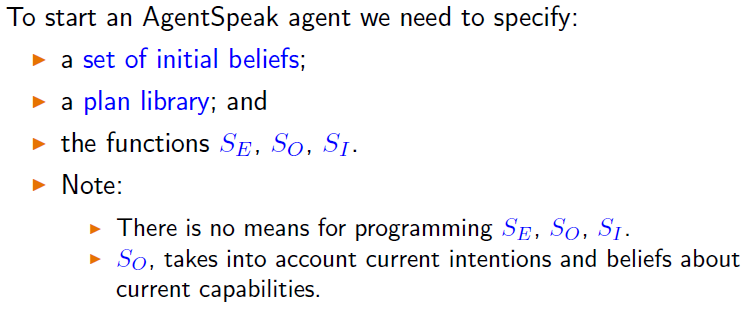 To start an AgentSpeak agent we need to specify:
▶ a set of initial beliefs;
▶ a plan library; and
▶ the functions S_E, S_O, S_I.
▶ Note:
▶ There is no means for programming S_E, S_O, S_I.
▶ S_O, takes into account current intentions and beliefs about
current capabilities.